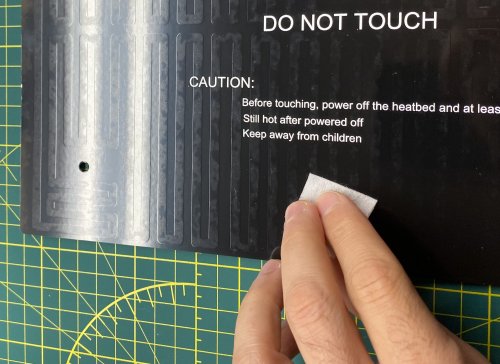 DO NOT TOUCH
CAUTION:
Before touching, power off the heatbed and at leas
Still hot after powered off
Keep away from children